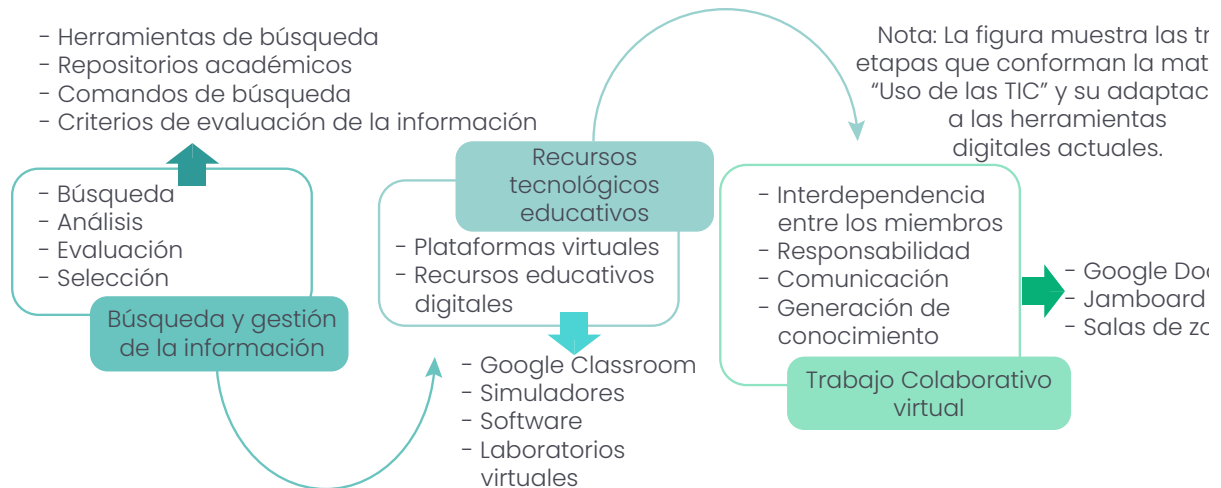 - Herramientas de búsqueda
- Repositorios académicos
- Comandos de búsqueda
- Criterios de evaluación de la información
- Búsqueda
- Análisis
- Evaluación
- Selección
Búsqueda y gestión
de la información
Recursos
tecnológicos
educativos
- Plataformas virtuales
- Recursos educativos
digitales
- Google Classroom
- Simuladores
- Software
- Laboratorios
virtuales
Nota: La figura muestra las
etapas que conforman la
"Uso de las TIC" y su
a las herramientas
digitales actuales.
- Interdependencia
entre los miembros
- Responsabilidad
- Comunicación
- Generación de
conocimiento
Trabajo Colaborativo
virtual
- Google
- Jamboard
- Salas de